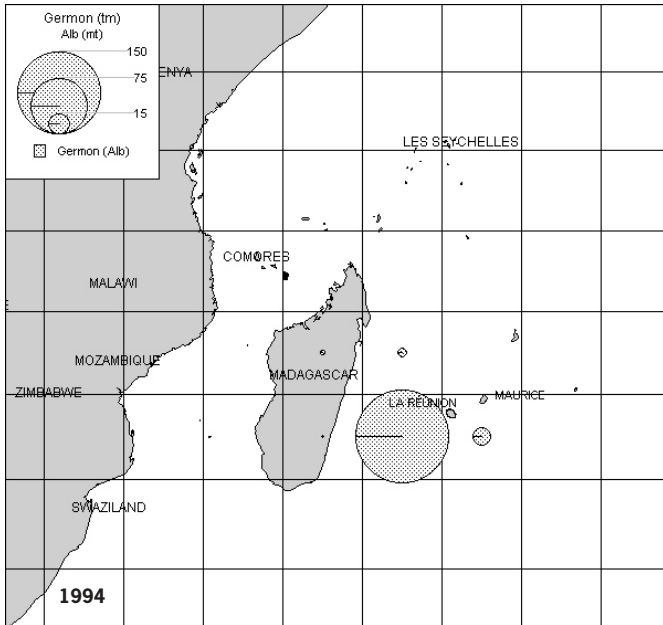 Germon (tm)
Alb (mt)
150
75
15
Germon (Alb)
ENYA
LES SEYCHELLES
COMORES
MALAWI
E
MOZAMBIQUE
MADAGASCAR
ZIMBABWE
LA RÉUNION
MAURICE
SWAZILAND
1994